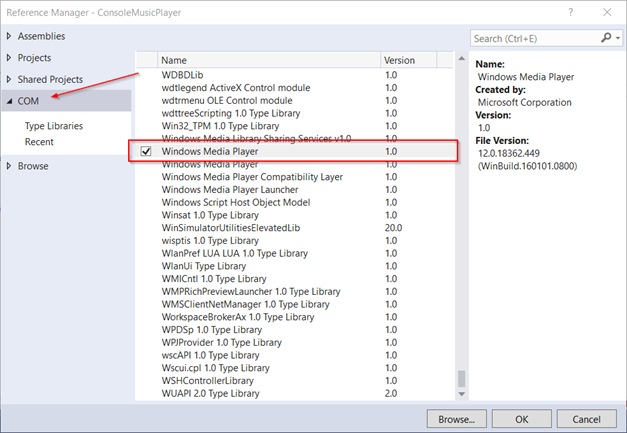 Reference Manager - ConsoleMusicPlayer ? ×
Assemblies
Projects
Shared Projects
COM
Type Libraries
Recent
Browse
Name Version
WDBDLib 1.0
wdtlegend ActiveX Control module 1.0
wdtrmenu OLE Control module 1.0
wdttreeScripting 1.0 Type Library 1.0
Win32_TPM 1.0 Type Library 1.0
Windows Media Library Sharing Services v1.0 1.0
Windows Media Player 1.0
Windows Media Player 1.0
Windows Media Player Compatibility Layer 1.0
Windows Media Player Launcher 1.0
Windows Script Host Object Model 1.0
Winsat 1.0 Type Library 1.0
WinSimulatorUtilitiesElevatedLib 20.0
wisptis 1.0 Type Library 1.0
WlanPref LUA LUA 1.0 Type Library 1.0
WlanUi Type Library 1.0
WMICntl 1.0 Type Library 1.0
WMPRichPreviewLauncher 1.0 Type Library 1.0
WMSClientNetManager 1.0 Type Library 1.0
WorkspaceBrokerAx 1.0 Type Library 1.0
WPDSp 1.0 Type Library 1.0
WPJProvider 1.0 Type Library 1.0
wscAPI 1.0 Type Library 1.0
Wscui.cpl 1.0 Type Library 1.0
WSHControllerLibrary 1.0
WUAPI 2.0 Type Library 2.0
Search (Ctrl+E)
Name:
Windows Media Player
Created by:
Microsoft Corporation
Version:
1.0
File Version:
12.0.18362.449
(WinBuild.160101.0800)
Browse... OK Cancel